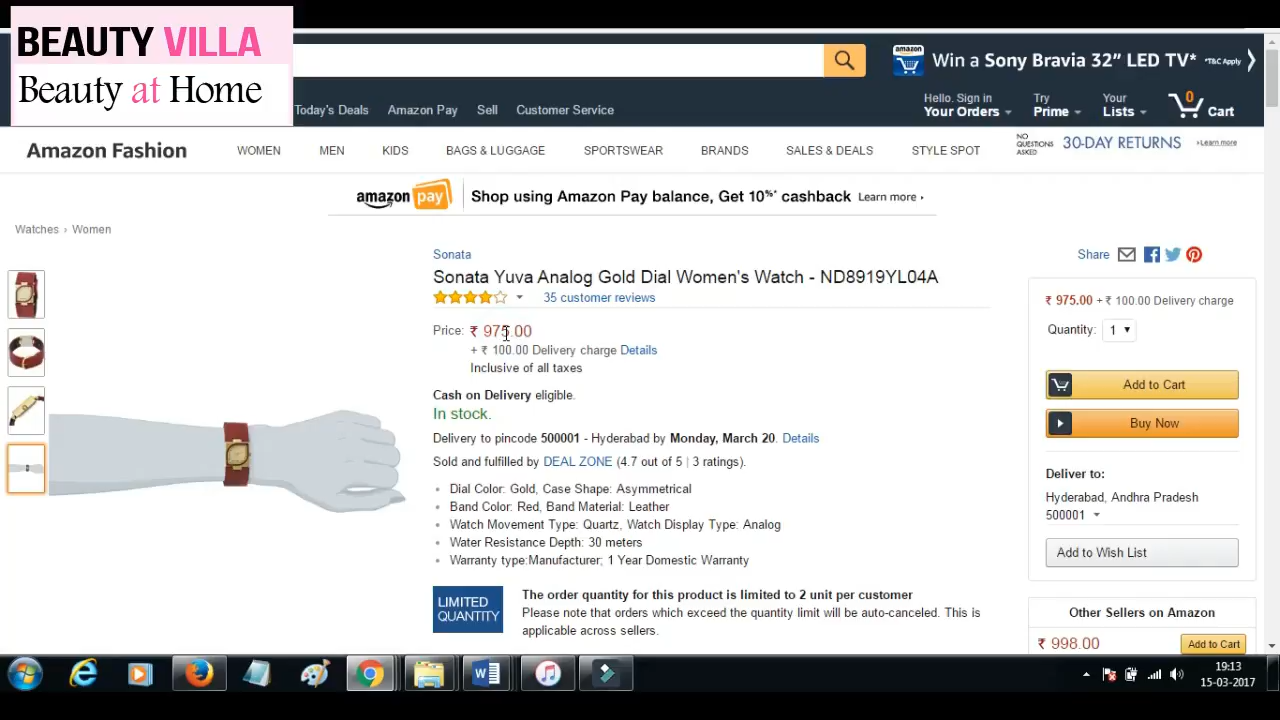 BEAUTY VILLA
Beauty at Home
amazon
Win a Sony Bravia 32" LED TV* *T&C Apply
Today's Deals Amazon Pay Sell Customer Service
Hello. Sign in
Your Orders
Try
Prime
Your
Lists
0
Cart
Amazon Fashion
WOMEN MEN KIDS BAGS & LUGGAGE SPORTSWEAR BRANDS SALES & DEALS STYLE SPOT
NO
QUESTIONS
ASKED
30-DAY RETURNS
Learn more
amazon pay
Shop using Amazon Pay balance, Get 10%* cashback Learn more ›
Watches › Women
Sonata
Sonata Yuva Analog Gold Dial Women's Watch - ND8919YL04A
35 customer reviews
Price: ₹ 975.00
+ ₹ 100.00 Delivery charge Details
Inclusive of all taxes
Cash on Delivery eligible.
In stock.
Delivery to pincode 500001 - Hyderabad by Monday, March 20. Details
Sold and fulfilled by DEAL ZONE (4.7 out of 5 | 3 ratings).
• Dial Color: Gold, Case Shape: Asymmetrical
• Band Color: Red, Band Material: Leather
• Watch Movement Type: Quartz, Watch Display Type: Analog
• Water Resistance Depth: 30 meters
• Warranty type:Manufacturer; 1 Year Domestic Warranty
LIMITED
QUANTITY
The order quantity for this product is limited to 2 unit per customer
Please note that orders which exceed the quantity limit will be auto-canceled. This is
applicable across sellers.
Share
₹ 975.00 + ₹ 100.00 Delivery charge
Quantity: 1
Add to Cart
Buy Now
Deliver to:
Hyderabad, Andhra Pradesh
500001
Add to Wish List
Other Sellers on Amazon
₹ 998.00 Add to Cart
19:13
15-03-2017